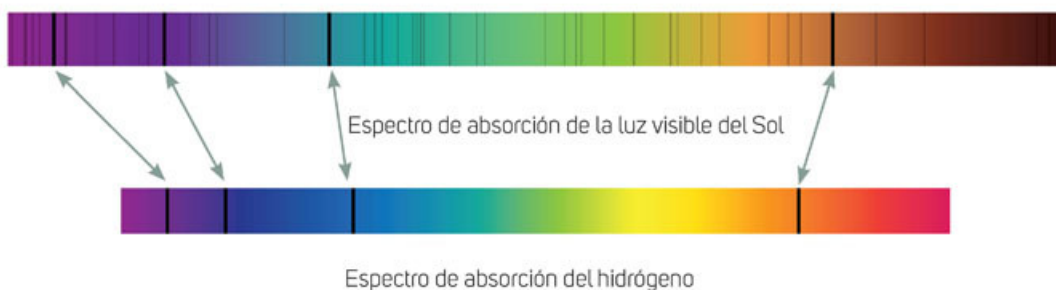 Espectro de absorción de la luz visible del Sol
Espectro de absorción del hidrógeno